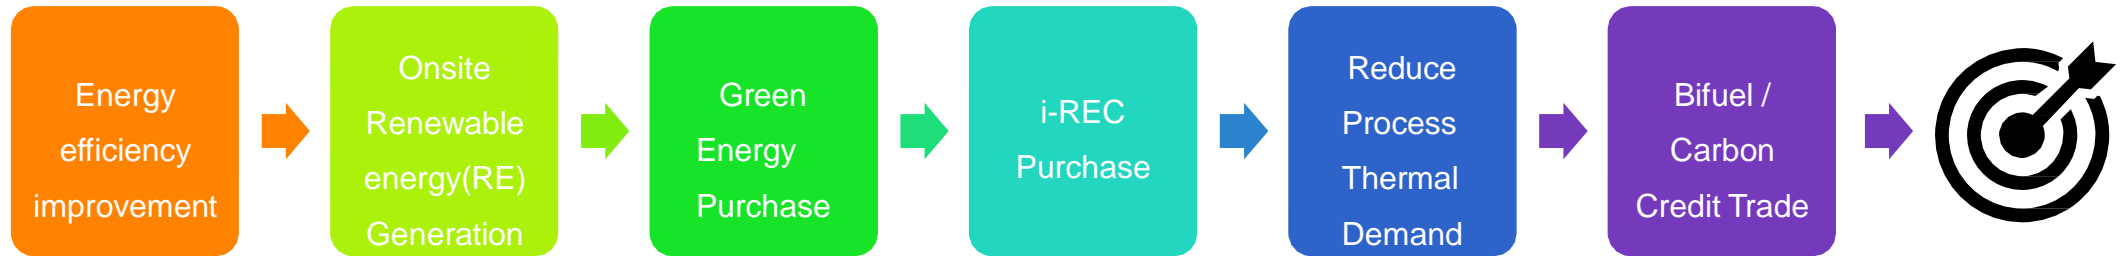 Energy
efficiency
improvement
Onsite
Renewable
energy(RE)
Generation
Green
Energy
Purchase
i-REC
Purchase
Reduce
Process
Thermal
Demand
Bifuel /
Carbon
Credit Trade